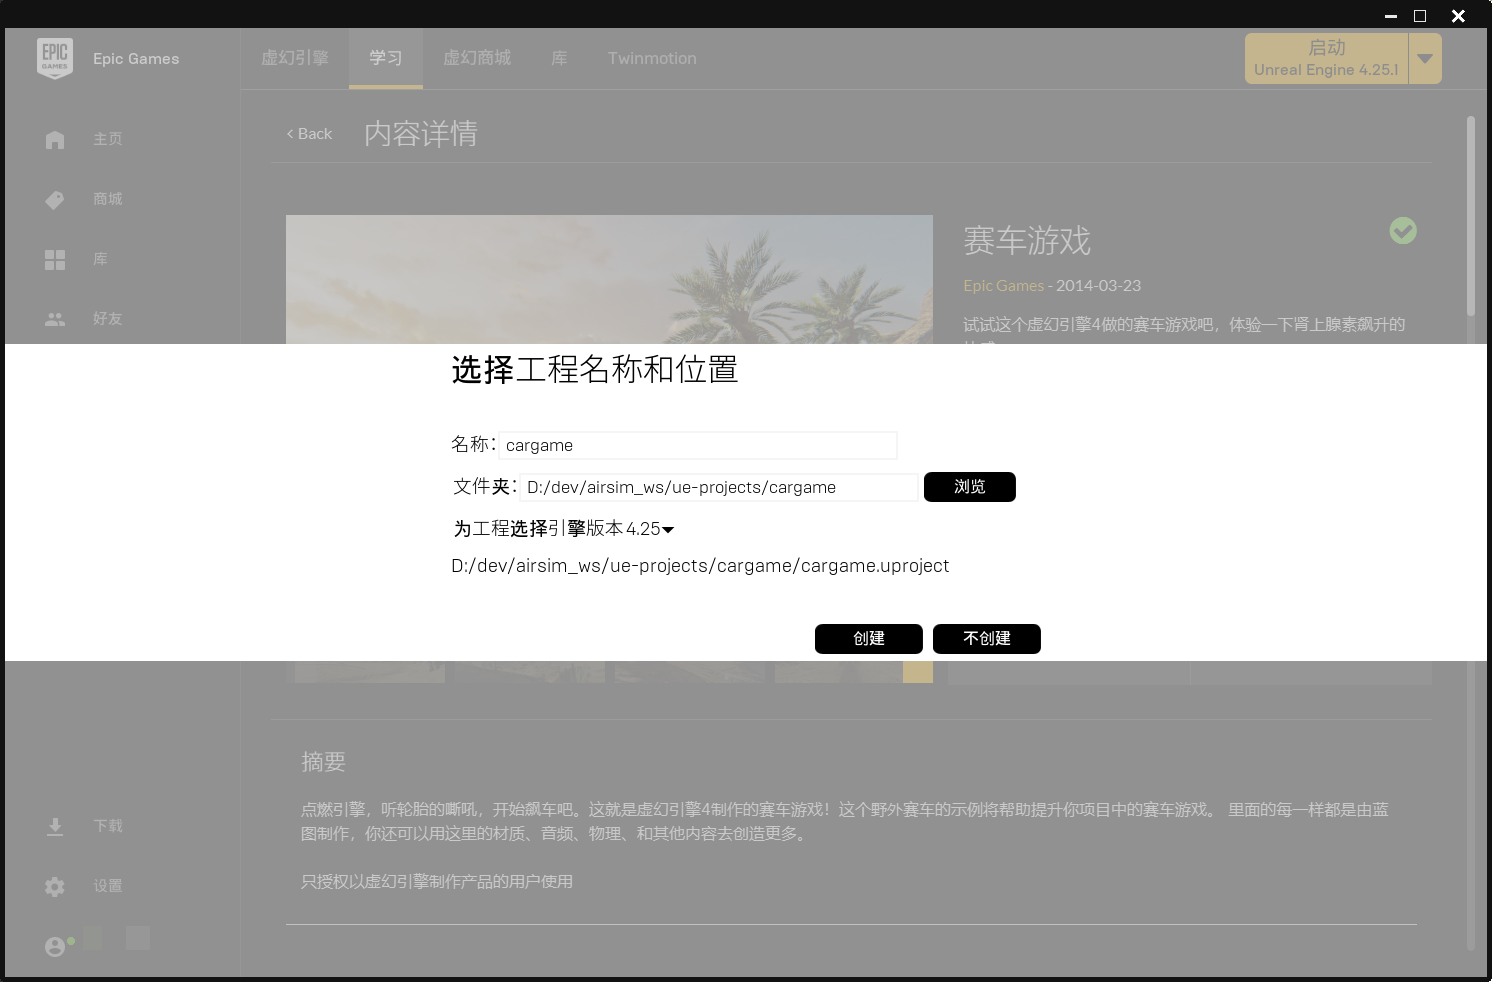 EPIC
GAMES
Epic Games
虚幻引擎
学习
虚幻商城
库
Twinmotion
启动
Unreal Engine 4.25.1
主页
商城
库
好友
< Back
内容详情
赛车游戏
Epic Games - 2014-03-23
试试这个虚幻引擎4做的赛车游戏吧，体验一下肾上腺素飙升的
选择工程名称和位置
名称：cargame
文件夹：D:/dev/airsim_ws/ue-projects/cargame 浏览
为工程选择引擎版本 4.25
D:/dev/airsim_ws/ue-projects/cargame/cargame.uproject
创建 不创建
摘要
点燃引擎，听轮胎的嘶吼，开始飙车吧。这就是虚幻引擎4制作的赛车游戏！这个野外赛车的示例将帮助提升你项目中的赛车游戏。 里面的每一样都是由蓝
图制作，你还可以用这里的材质、音频、物理、和其他内容去创造更多。
只授权以虚幻引擎制作产品的用户使用
下载
设置